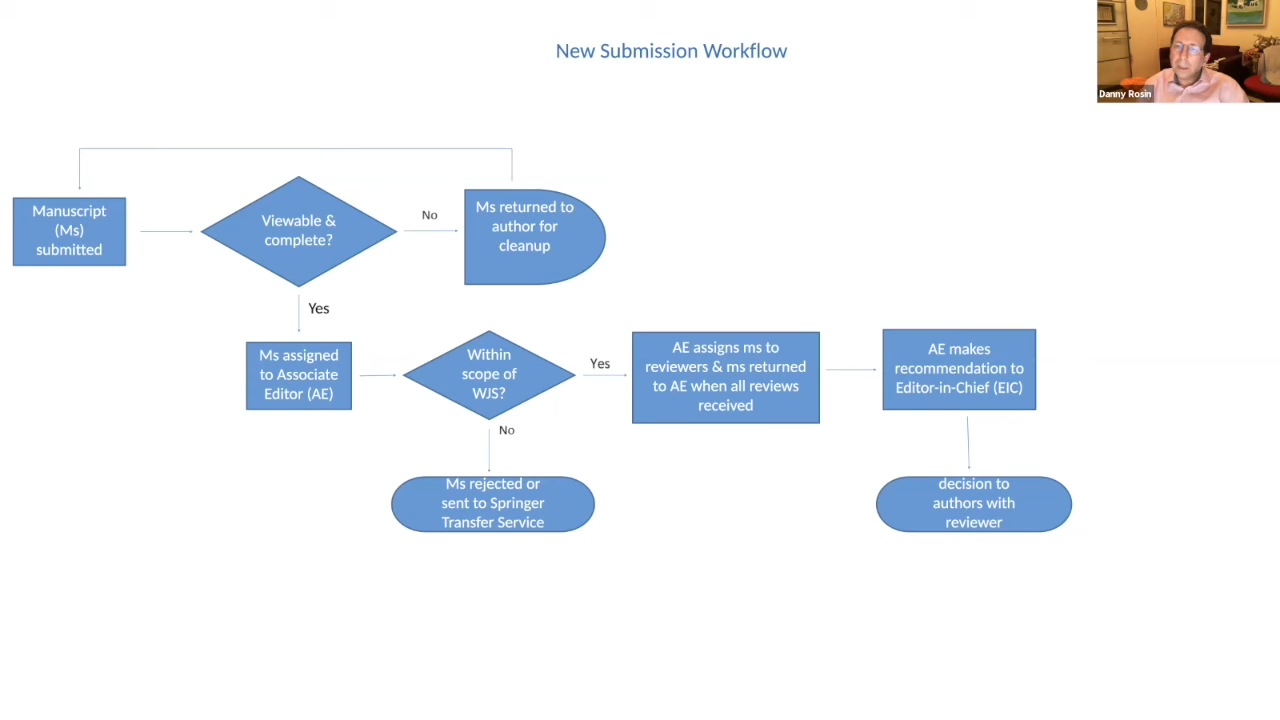 New Submission Workflow
Danny Rosin
Manuscript
(Ms)
submitted
Viewable &
complete?
No
Ms returned to
author for
cleanup
Yes
Ms assigned
to Associate
Editor (AE)
Within
scope of
WJS?
Yes
AE assigns ms to
reviewers & ms returned
to AE when all reviews
received
AE makes
recommendation to
Editor-in-Chief (EIC)
No
Ms rejected or
sent to Springer
Transfer Service
decision to
authors with
reviewer